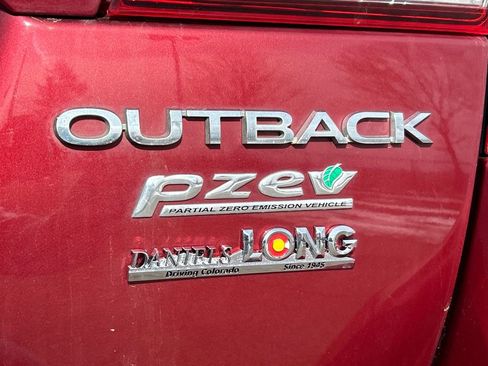 OUTBACK
pzev
PARTIAL ZERO EMISSION VEHICLE
DANIELS LONG
Driving Colorado Since 1945